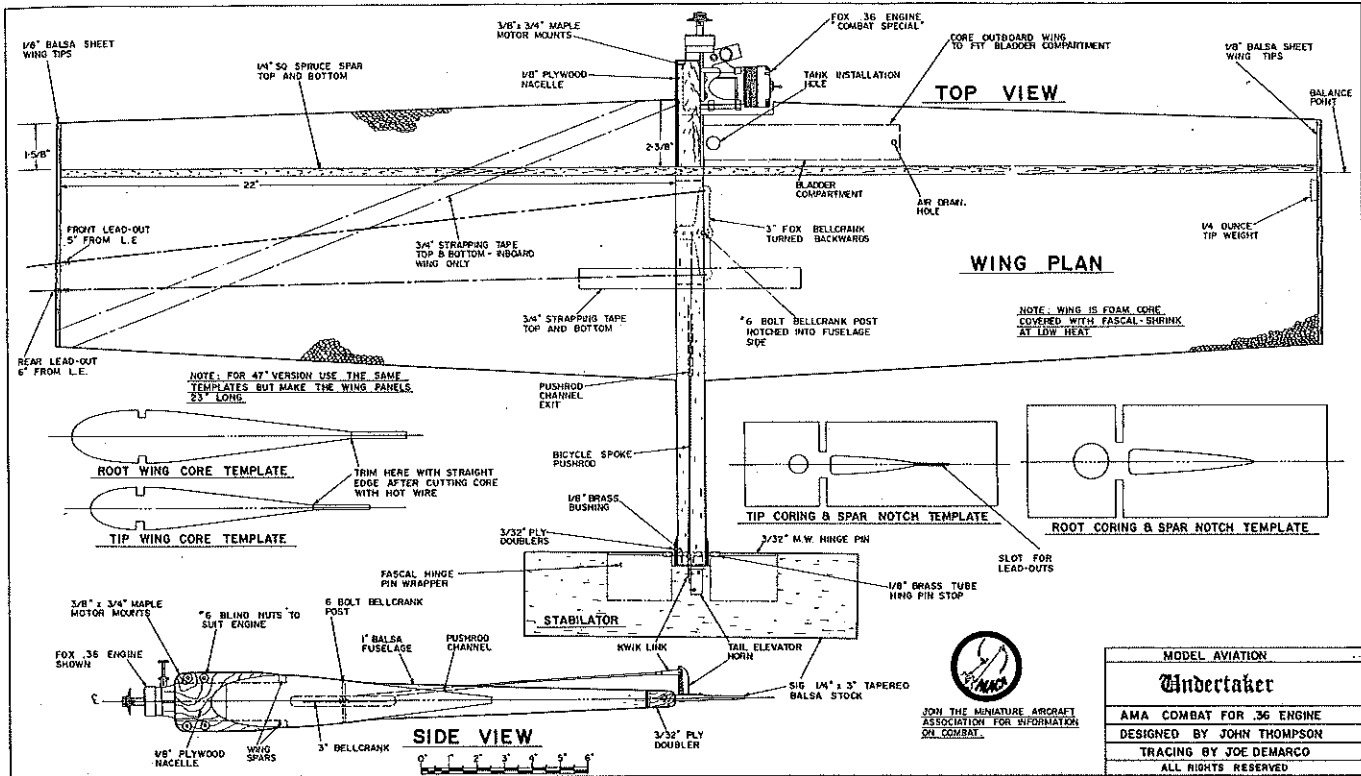 3/8" x 3/4" MAPLE
MOTOR MOUNTS
FOX .36 ENGINE
"COMBAT SPECIAL"
CORE OUTBOARD WING
TO FIT BLADDER COMPARTMENT
1/8" BALSA SHEET
WING TIPS
1/4" SQ SPRUCE SPAR
TOP AND BOTTOM
1/8" PLYWOOD
NACELLE
TANK INSTALLATION
HOLE
1/8" BALSA SHEET
WING TIPS
TOP VIEW
BALANCE
POINT
1-5/8"
2-3/8"
22"
BLADDER
COMPARTMENT
AIR DRAIN
HOLE
1/4 OUNCE
TIP WEIGHT
FRONT LEAD-OUT
5" FROM L.E
3/4" STRAPPING TAPE
TOP & BOTTOM - INBOARD
WING ONLY
3" FOX BELLCRANK
TURNED BACKWARDS
WING PLAN
3/4" STRAPPING TAPE
TOP AND BOTTOM
#6 BOLT BELLCRANK POST
NOTCHED INTO FUSELAGE
SIDE
NOTE: WING IS FOAM CORE
COVERED WITH FASCAL-SHRINK
AT LOW HEAT
REAR LEAD-OUT
6" FROM L.E.
NOTE: FOR 47" VERSION USE THE SAME
TEMPLATES BUT MAKE THE WING PANELS
23" LONG
PUSHROD
CHANNEL
EXIT
ROOT WING CORE TEMPLATE
TRIM HERE WITH STRAIGHT
EDGE AFTER CUTTING CORE
WITH HOT WIRE
TIP WING CORE TEMPLATE
BICYCLE SPOKE
PUSHROD
1/8" BRASS
BUSHING
TIP CORING & SPAR NOTCH TEMPLATE
ROOT CORING & SPAR NOTCH TEMPLATE
SLOT FOR
LEAD-OUTS
3/32" PLY
DOUBLERS
3/32" M.W. HINGE PIN
FASCAL HINGE
PIN WRAPPER
1/8" BRASS TUBE
HING PIN STOP
STABILATOR
KWIK LINK
TAIL ELEVATOR
HORN
3/8" x 3/4" MAPLE
MOTOR MOUNTS
#6 BLIND NUTS TO
SUIT ENGINE
6 BOLT BELLCRANK
POST
1" BALSA
FUSELAGE
PUSHROD
CHANNEL
FOX .36 ENGINE
SHOWN
SIG 1/4" x 3" TAPERED
BALSA STOCK
1/8" PLYWOOD
NACELLE
WING
SPARS
3" BELLCRANK
SIDE VIEW
3/32" PLY
DOUBLER
0" 1" 2" 3" 4" 5" 6"
MACA
JOIN THE MINIATURE AIRCRAFT
ASSOCIATION FOR INFORMATION
ON COMBAT.
MODEL AVIATION
Undertaker
AMA COMBAT FOR .36 ENGINE
DESIGNED BY JOHN THOMPSON
TRACING BY JOE DEMARCO
ALL RIGHTS RESERVED